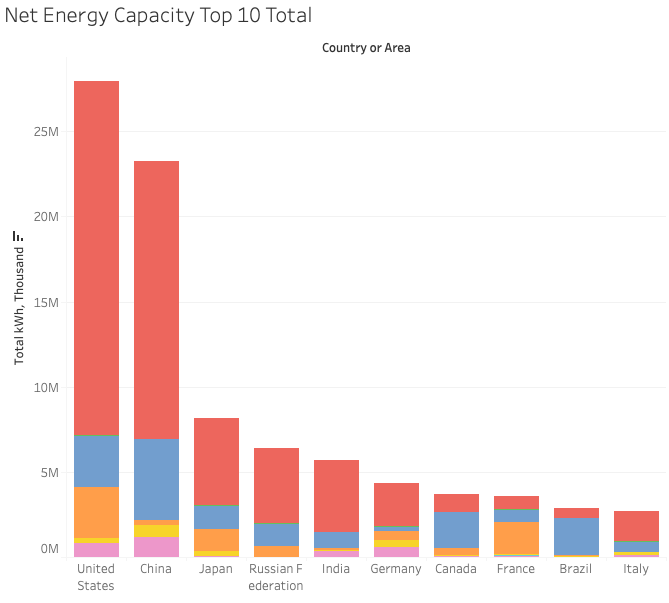 Net Energy Capacity Top 10 Total
Country or Area
Total kWh, Thousand
25M
20M
15M
10M
5M
0M
United States
China
Japan
Russian F
ederation
India
Germany
Canada
France
Brazil
Italy